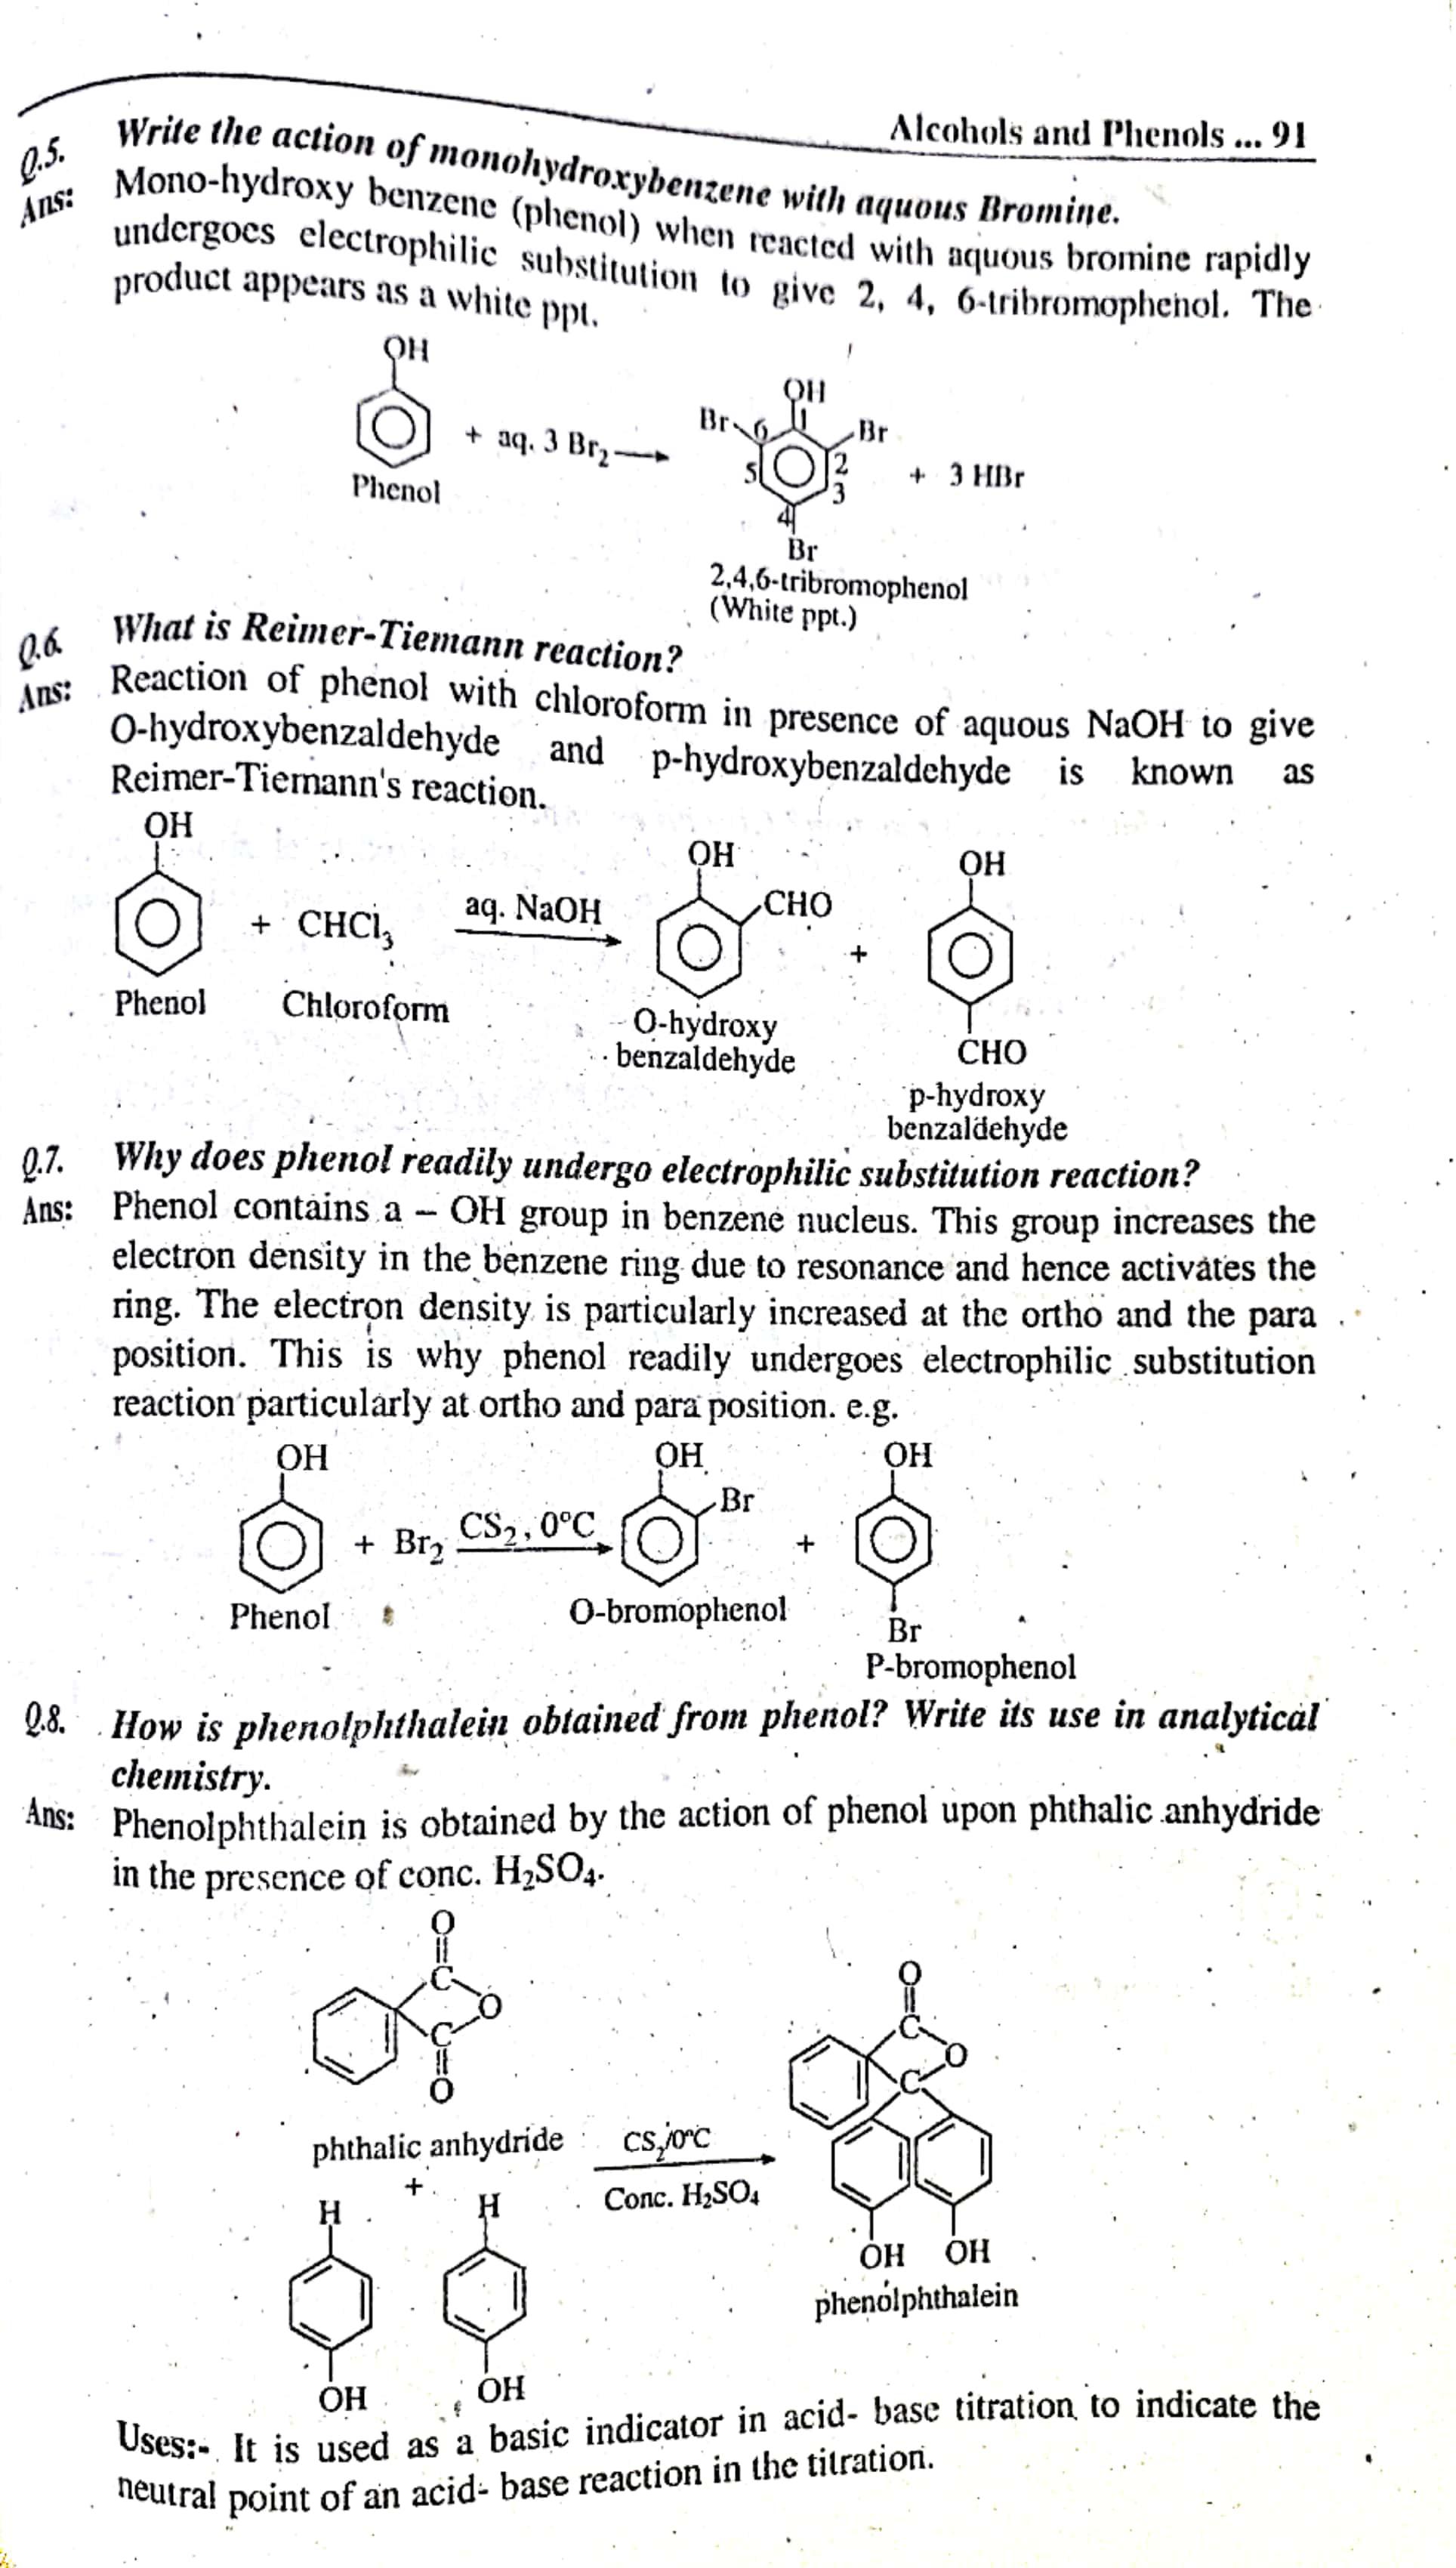 Alcohols and Phenols ... 91
Q.5. Write the action of monohydroxybenzene with aquous Bromine.
Ans: Mono-hydroxy benzene (phenol) when reacted with aquous bromine rapidly
undergoes electrophilic substitution to give 2, 4, 6-tribromophenol. The
product appears as a white ppt.
OH
OH
Br 6 1 Br
+ aq. 3 Br₂
5 2
+ 3 HBr
3
Phenol
4
Br
2,4,6-tribromophenol
(White ppt.)
Q.6. What is Reimer-Tiemann reaction?
Ans: Reaction of phenol with chloroform in presence of aquous NaOH to give
O-hydroxybenzaldehyde and p-hydroxybenzaldehyde is known as
Reimer-Tiemann's reaction.
OH
OH
OH
+ CHCl₃
aq. NaOH
CHO
+
Phenol
Chloroform
O-hydroxy
benzaldehyde
CHO
p-hydroxy
benzaldehyde
Q.7. Why does phenol readily undergo electrophilic substitution reaction?
Ans: Phenol contains a – OH group in benzene nucleus. This group increases the
electron density in the benzene ring due to resonance and hence activates the
ring. The electron density is particularly increased at the ortho and the para
position. This is why phenol readily undergoes electrophilic substitution
reaction particularly at ortho and para position. e.g.
OH
OH
OH
+ Br₂
CS₂, 0°C
Br
+
Phenol
O-bromophenol
Br
P-bromophenol
Q.8. How is phenolphthalein obtained from phenol? Write its use in analytical
chemistry.
Ans: Phenolphthalein is obtained by the action of phenol upon phthalic anhydride
in the presence of conc. H₂SO₄.
O
C
O
C
O
O
C
O
C
phthalic anhydride
+
CS₂/0°C
Conc. H₂SO₄
H
H
OH
OH
OH OH
phenolphthalein
Uses:- It is used as a basic indicator in acid- base titration to indicate the
neutral point of an acid- base reaction in the titration.